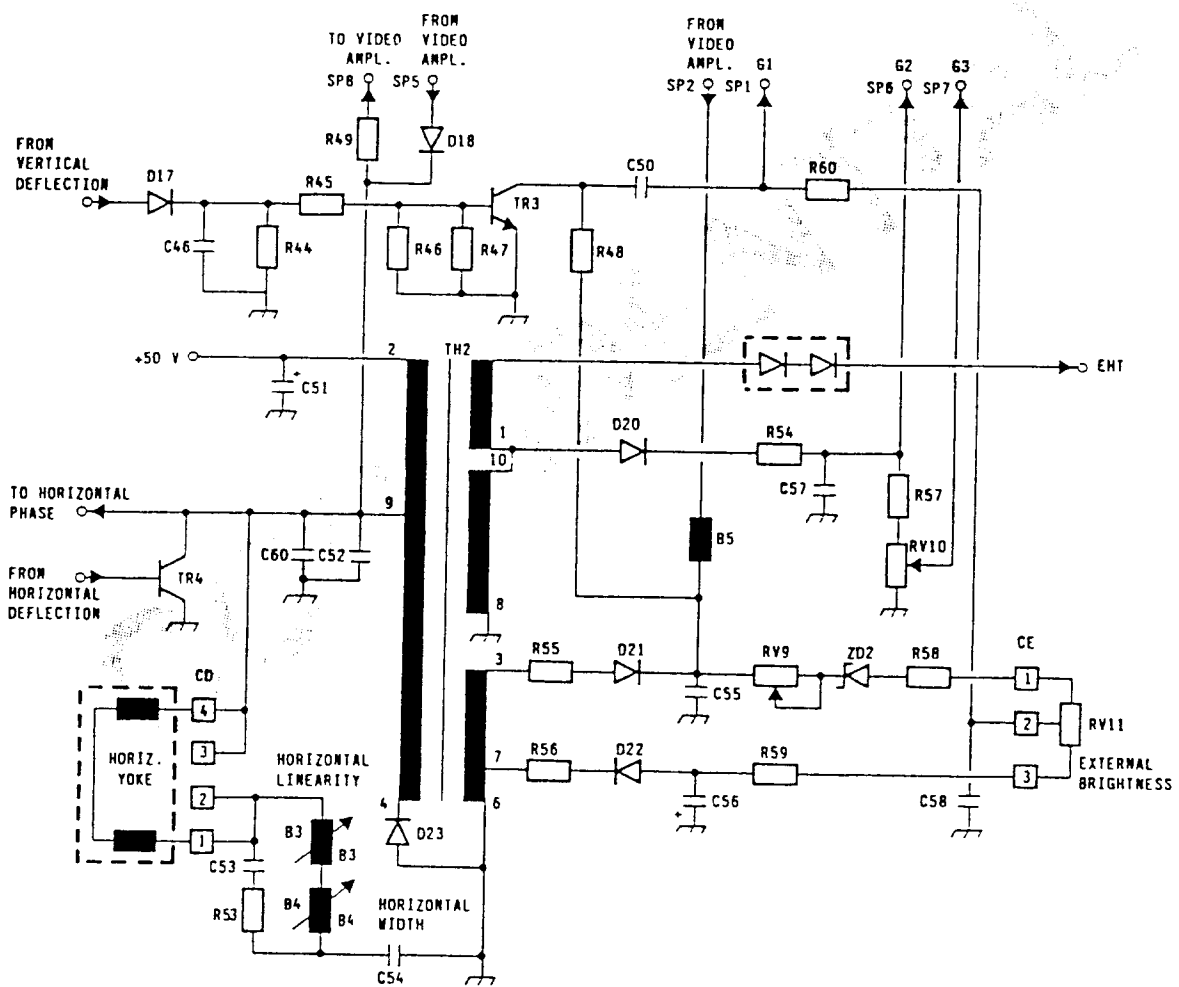 FROM
VIDEO
AMPL.
TO VIDEO
AMPL.
SP8
SP5
FROM
VIDEO
AMPL.
SP2
G1
SP1
G2
SP6
G3
SP7
FROM
VERTICAL
DEFLECTION
D17
R49
D18
R45
TR3
C50
R60
C46
R44
R46
R47
R48
+50 V
2
TH2
C51
EHT
1
10
D20
R54
C57
R57
TO HORIZONTAL
PHASE
9
C60
C52
B5
RV10
FROM
HORIZONTAL
DEFLECTION
TR4
8
3
R55
D21
RV9
ZD2
R58
CE
1
C55
2
RV11
CD
4
3
HORIZ.
YOKE
HORIZONTAL
LINEARITY
7
R56
D22
R59
3
EXTERNAL
BRIGHTNESS
2
1
4
6
C56
+
C58
D23
B3
B3
C53
R53
B4
B4
HORIZONTAL
WIDTH
C54